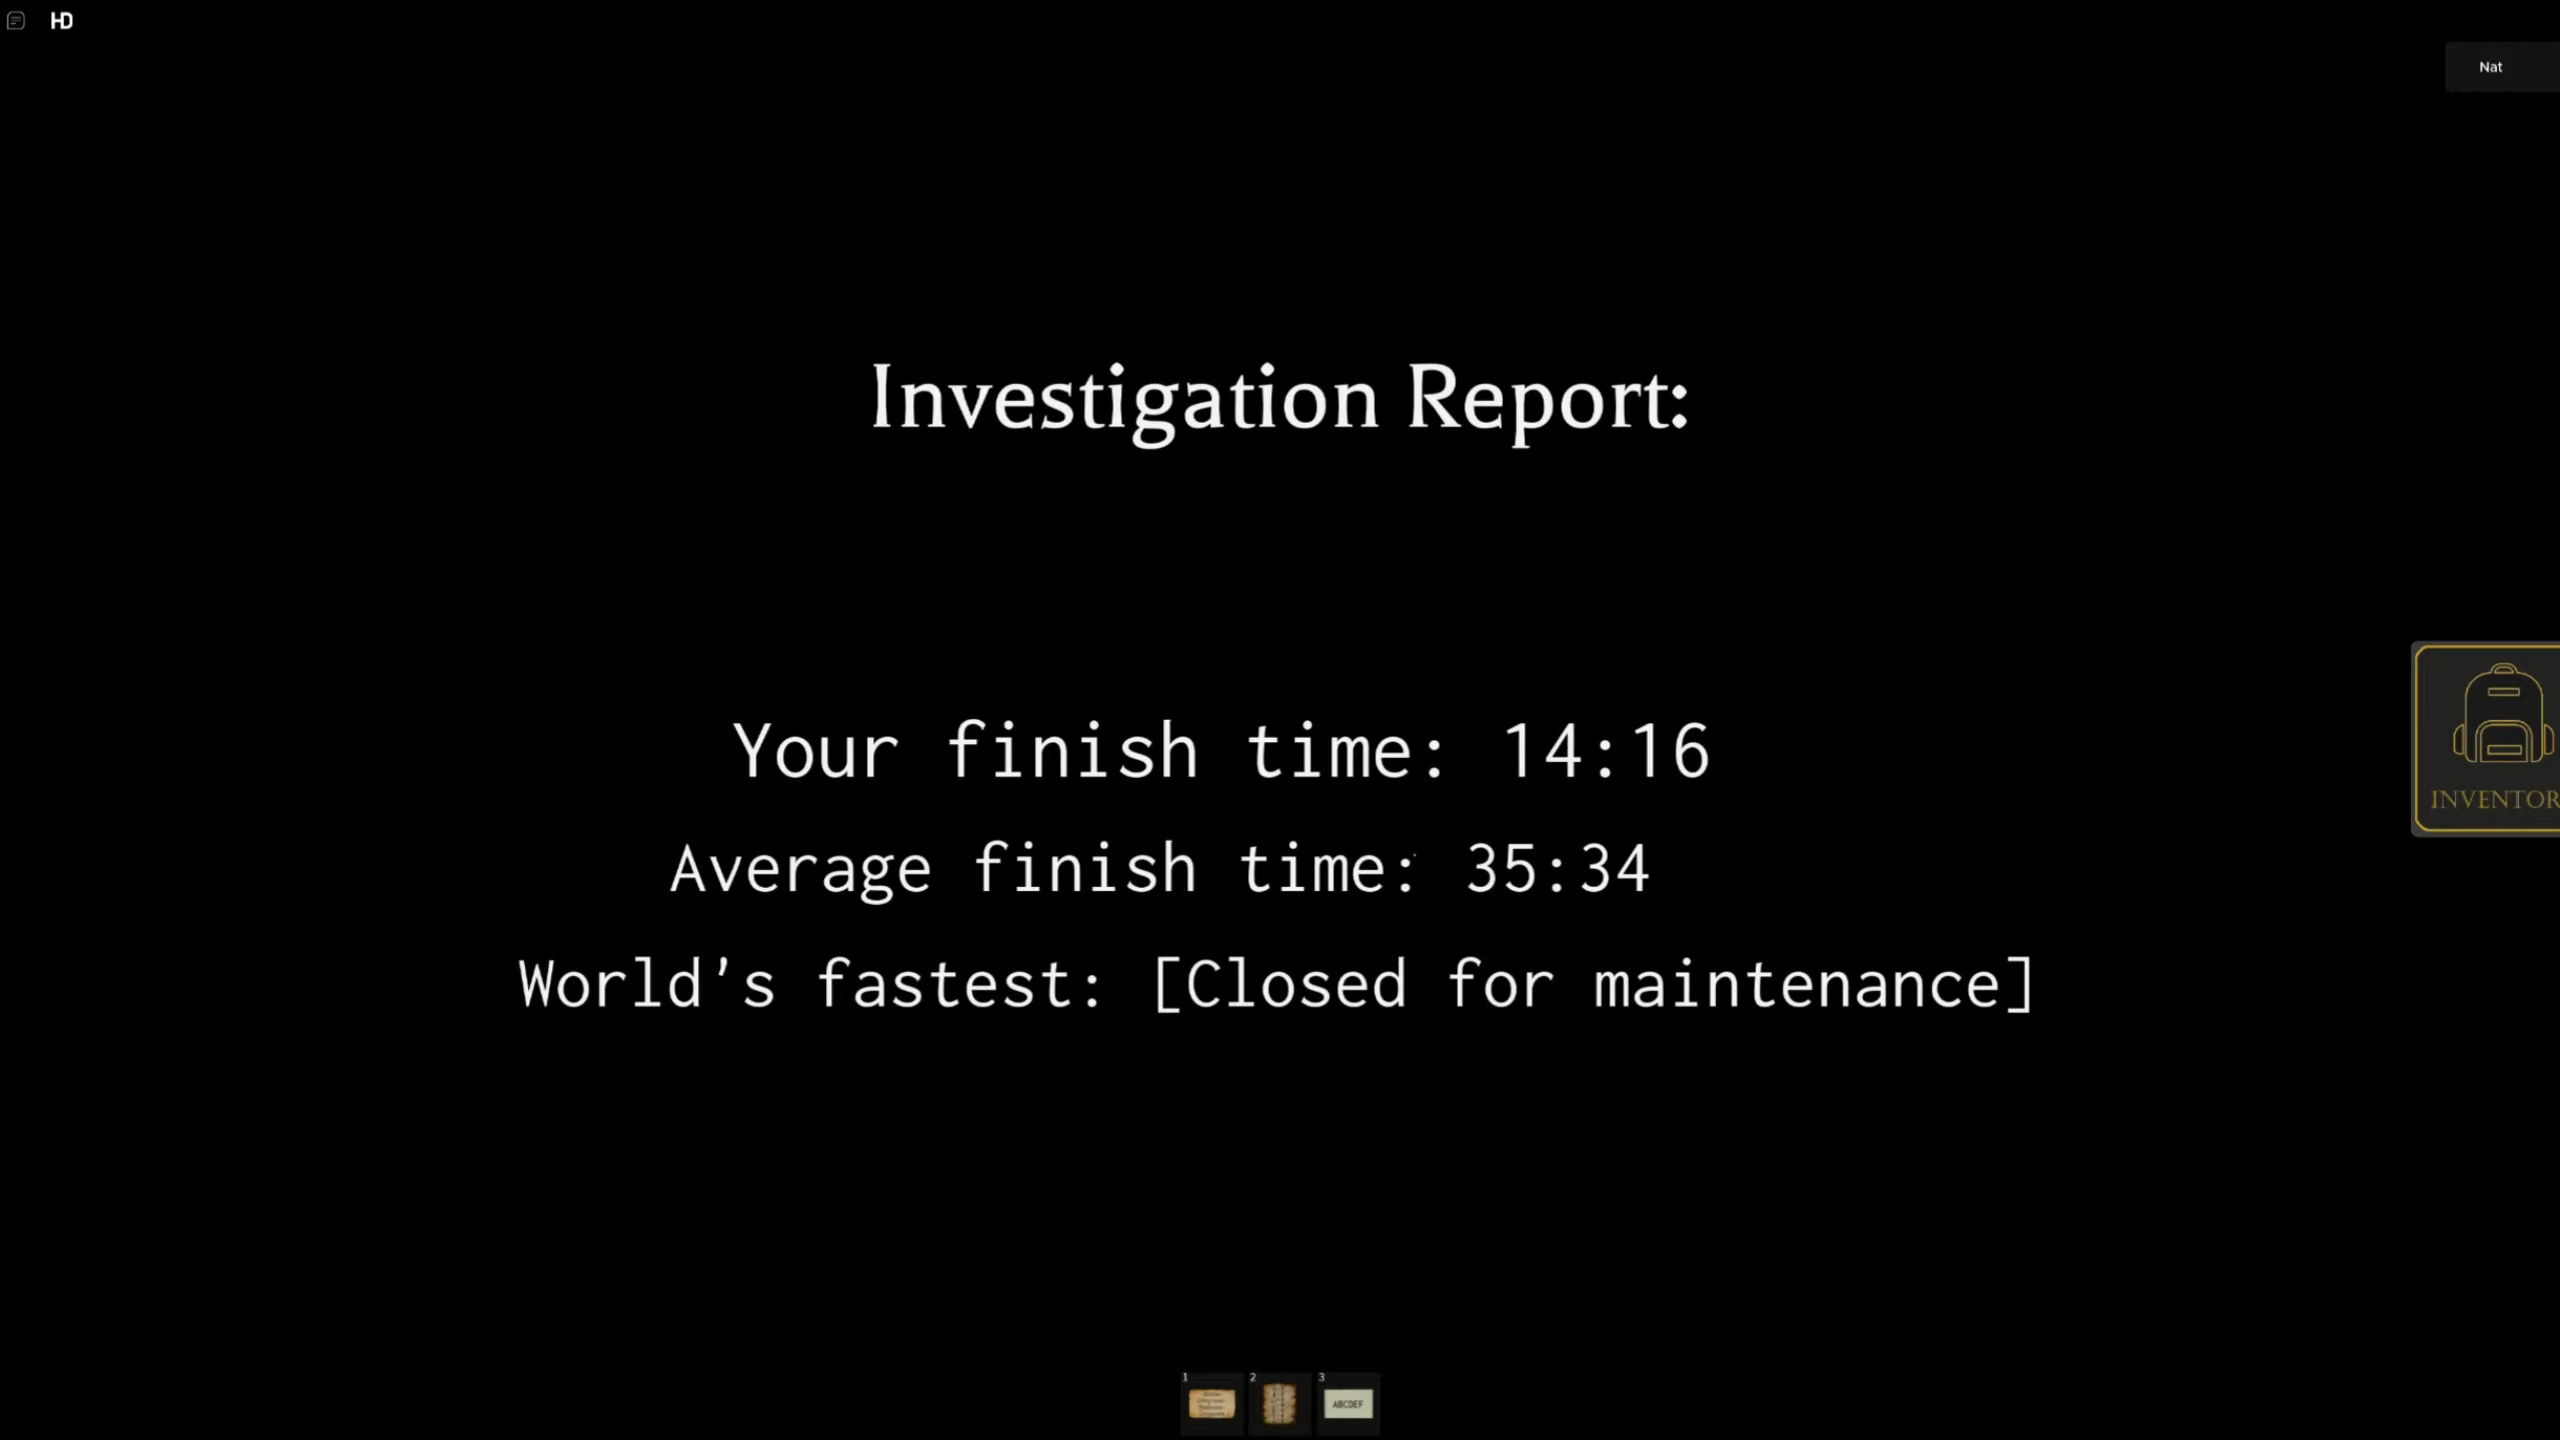 HD
Nat
Investigation Report:
Your finish time: 14:16
Average finish time: 35:34
World's fastest: [Closed for maintenance]
INVENTOR
1
2
3
ABCDEF